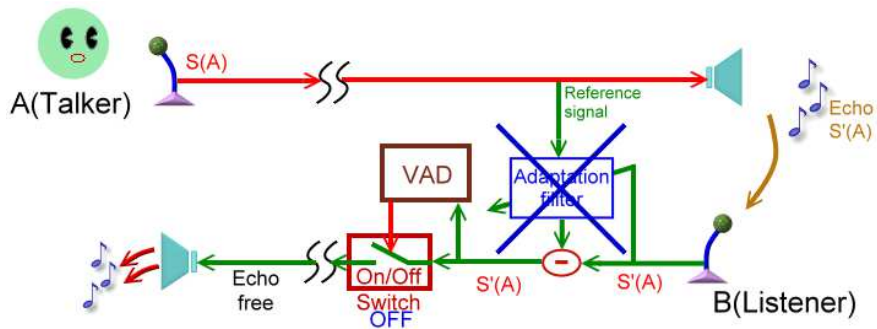 S(A)
A(Talker)
Reference
signal
Echo
S'(A)
VAD
Adaptation
filter
On/Off
Switch
OFF
Echo
free
S'(A)
-
S'(A)
B(Listener)